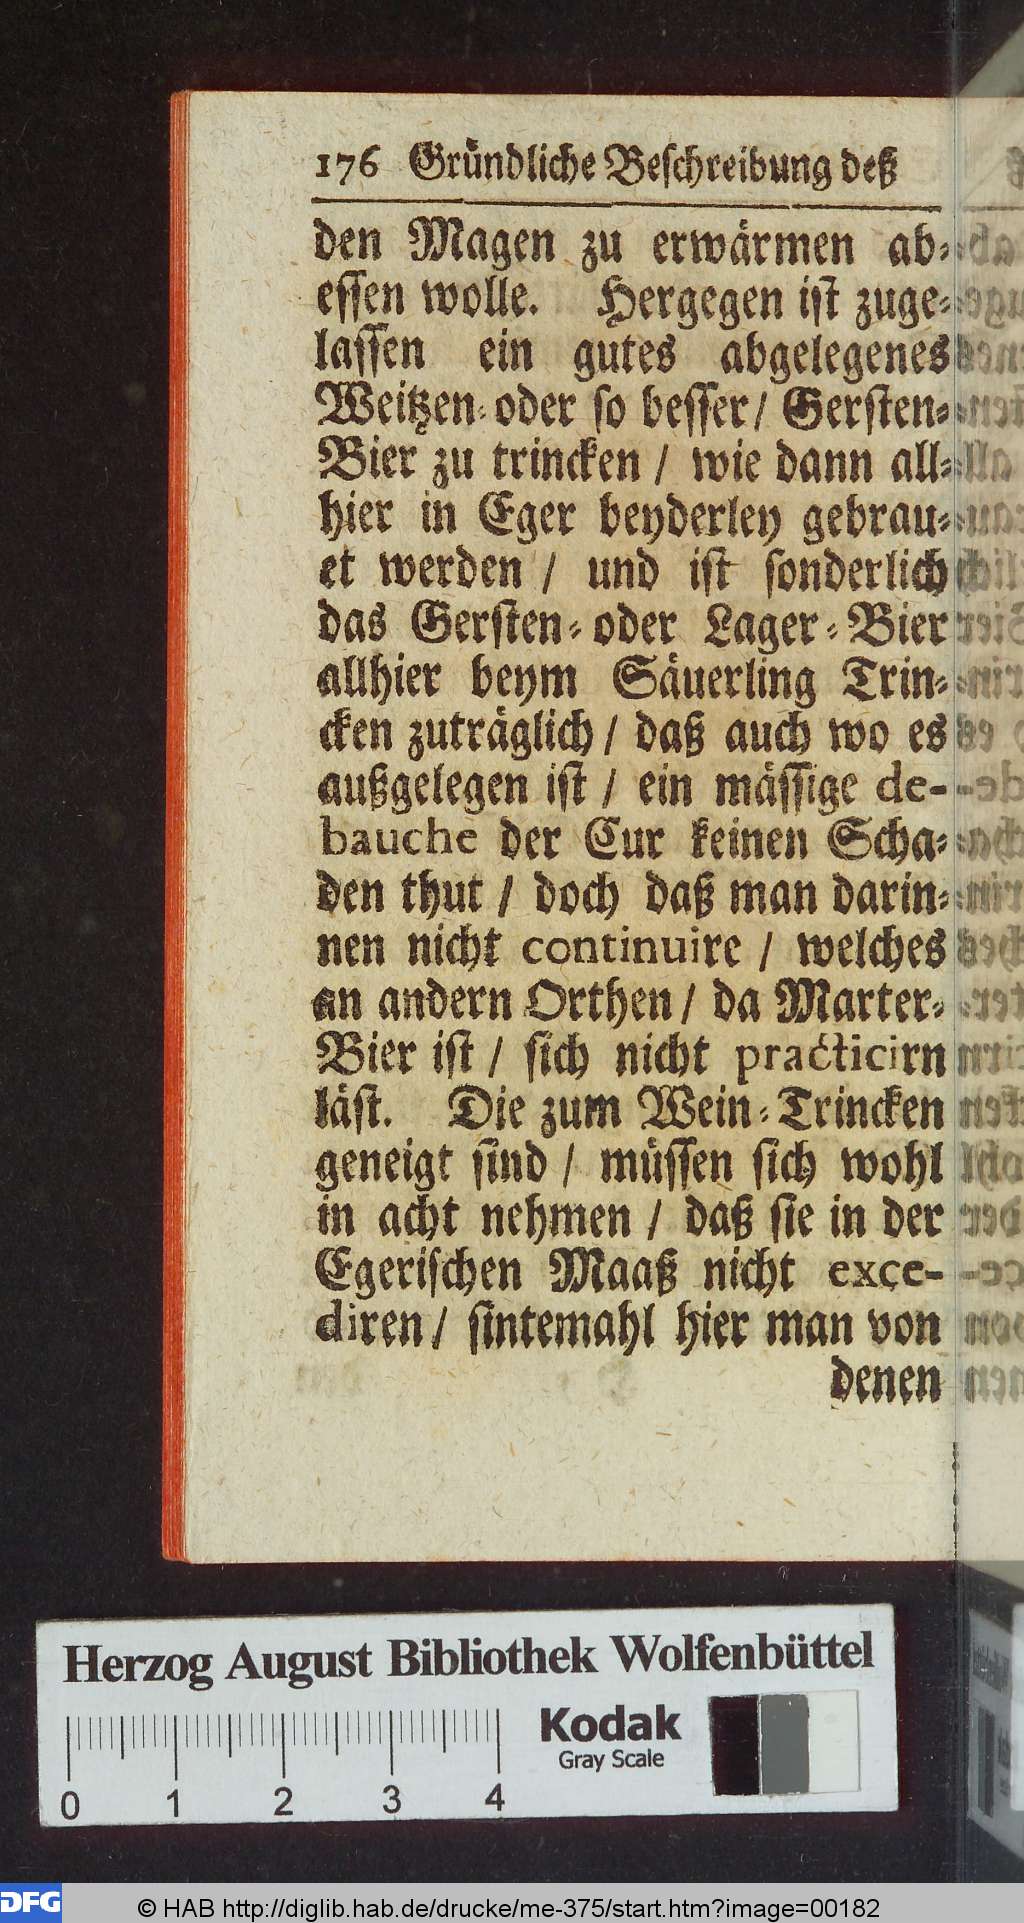 176 Gründliche Beschreibung deß
den Magen zu erwärmen ab-
essen wolle. Hergegen ist zuge-
lassen ein gutes abgelegenes
Weitzen-oder so besser/ Gersten-
Bier zu trincken / wie dann all-
hier in Eger beyderley gebrau-
et werden / und ist sonderlich
das Gersten-oder Lager-Bier
allhier beym Säuerling Trin-
cken zuträglich / daß auch wo es
außgelegen ist / ein mässige de-
bauche der Cur keinen Scha-
den thut / doch daß man darin-
nen nicht continuire / welches
an andern Orthen / da Marter-
Bier ist / sich nicht practicirn
läst. Die zum Wein-Trincken
geneigt sind / müssen sich wohl
in acht nehmen / daß sie in der
Egerischen Maaß nicht exce-
diren / sintemahl hier man von
denen
Herzog August Bibliothek Wolfenbüttel
Kodak
Gray Scale
0 1 2 3 4
DFG
© HAB http://diglib.hab.de/drucke/me-375/start.htm?image=00182